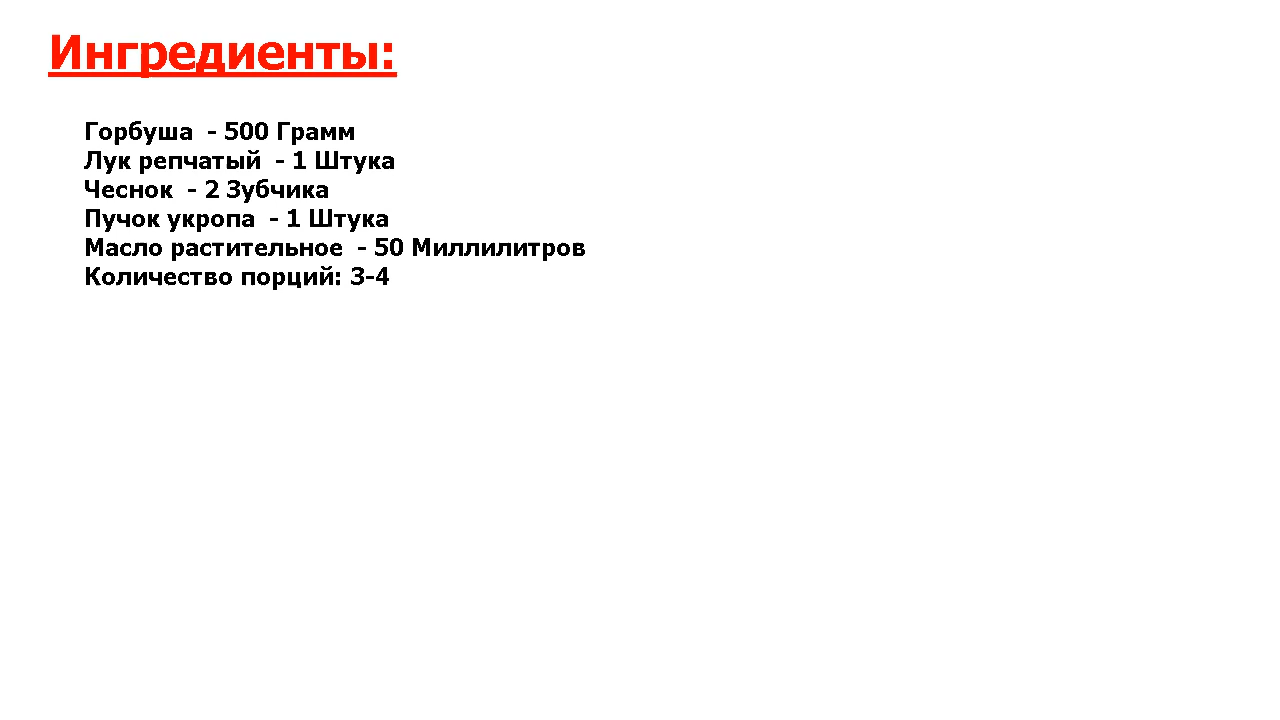 Ингредиенты:
Горбуша  - 500 Грамм
Лук репчатый  - 1 Штука
Чеснок  - 2 Зубчика
Пучок укропа  - 1 Штука
Масло растительное  - 50 Миллилитров
Количество порций: 3-4